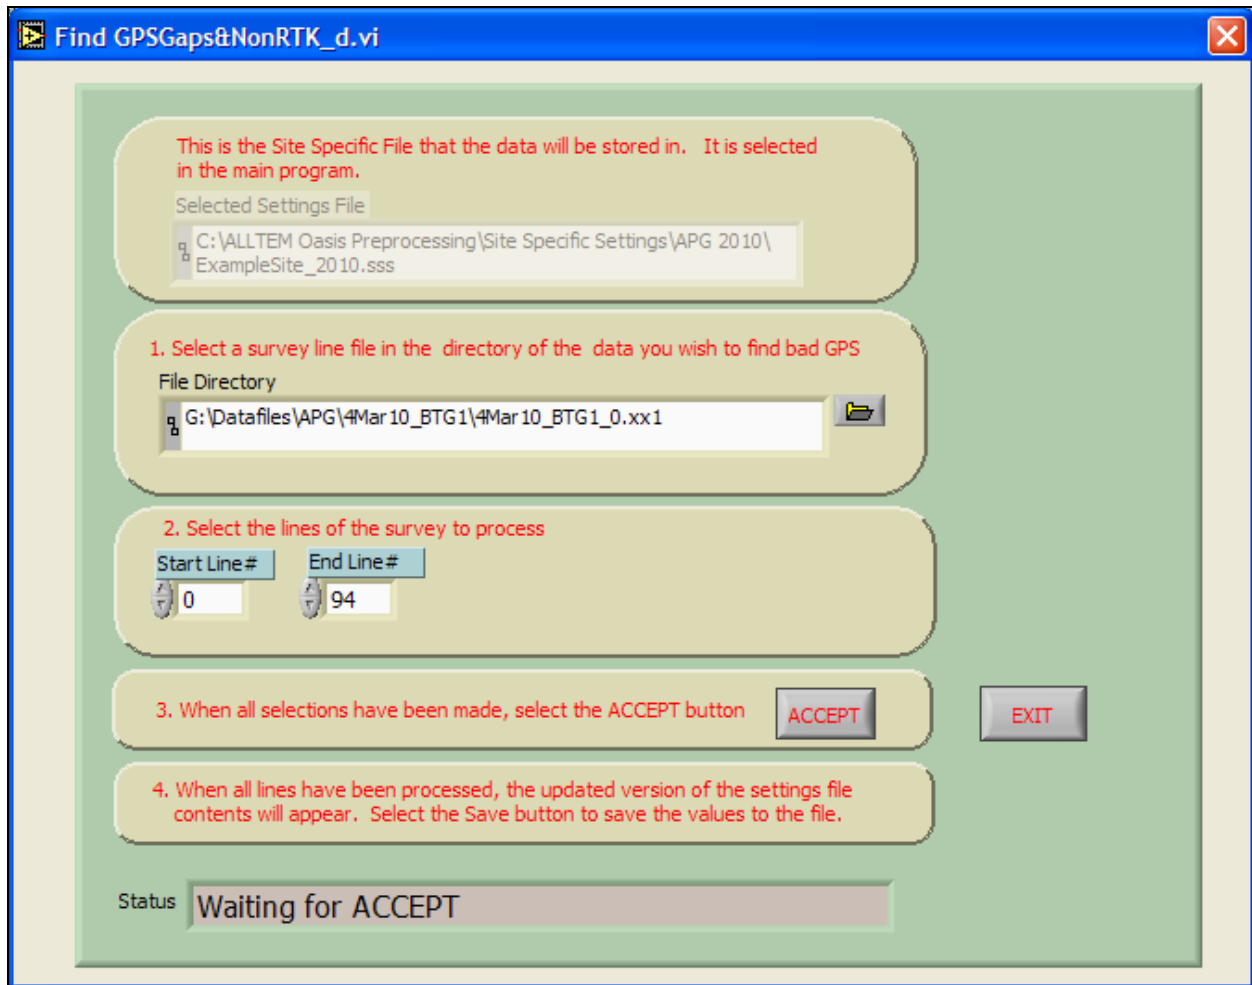 Find GPSGaps&NonRTK_d.vi
This is the Site Specific File that the data will be stored in.   It is selected
in the main program.
Selected Settings File
C:\ALLTEM Oasis Preprocessing\Site Specific Settings\APG 2010\
ExampleSite_2010.sss
1. Select a survey line file in the  directory of the  data you wish to find bad GPS
File Directory
G:\Datafiles\APG\4Mar10_BTG1\4Mar10_BTG1_0.xx1
2. Select the lines of the survey to process
Start Line# End Line#
0 94
3. When all selections have been made, select the ACCEPT button ACCEPT EXIT
4. When all lines have been processed, the updated version of the settings file
contents will appear.  Select the Save button to save the values to the file.
Status Waiting for ACCEPT